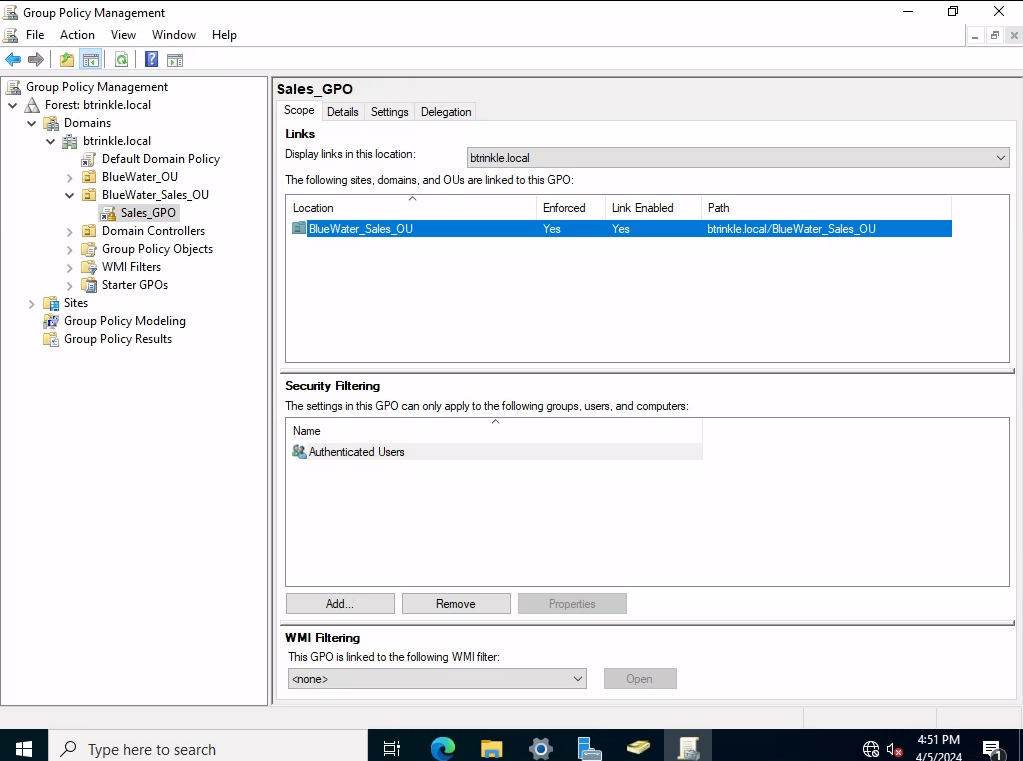 Group Policy Management
File Action View Window Help
Group Policy Management
Forest: btrinkle.local
Domains
btrinkle.local
Default Domain Policy
BlueWater_OU
BlueWater_Sales_OU
Sales_GPO
Domain Controllers
Group Policy Objects
WMI Filters
Starter GPOs
Sites
Group Policy Modeling
Group Policy Results
Sales_GPO
Scope Details Settings Delegation
Links
Display links in this location: btrinkle.local
The following sites, domains, and OUs are linked to this GPO:
Location Enforced Link Enabled Path
BlueWater_Sales_OU Yes Yes btrinkle.local/BlueWater_Sales_OU
Security Filtering
The settings in this GPO can only apply to the following groups, users, and computers:
Name
Authenticated Users
Add... Remove Properties
WMI Filtering
This GPO is linked to the following WMI filter:
<none> Open
Type here to search
4:51 PM
4/5/2024
1